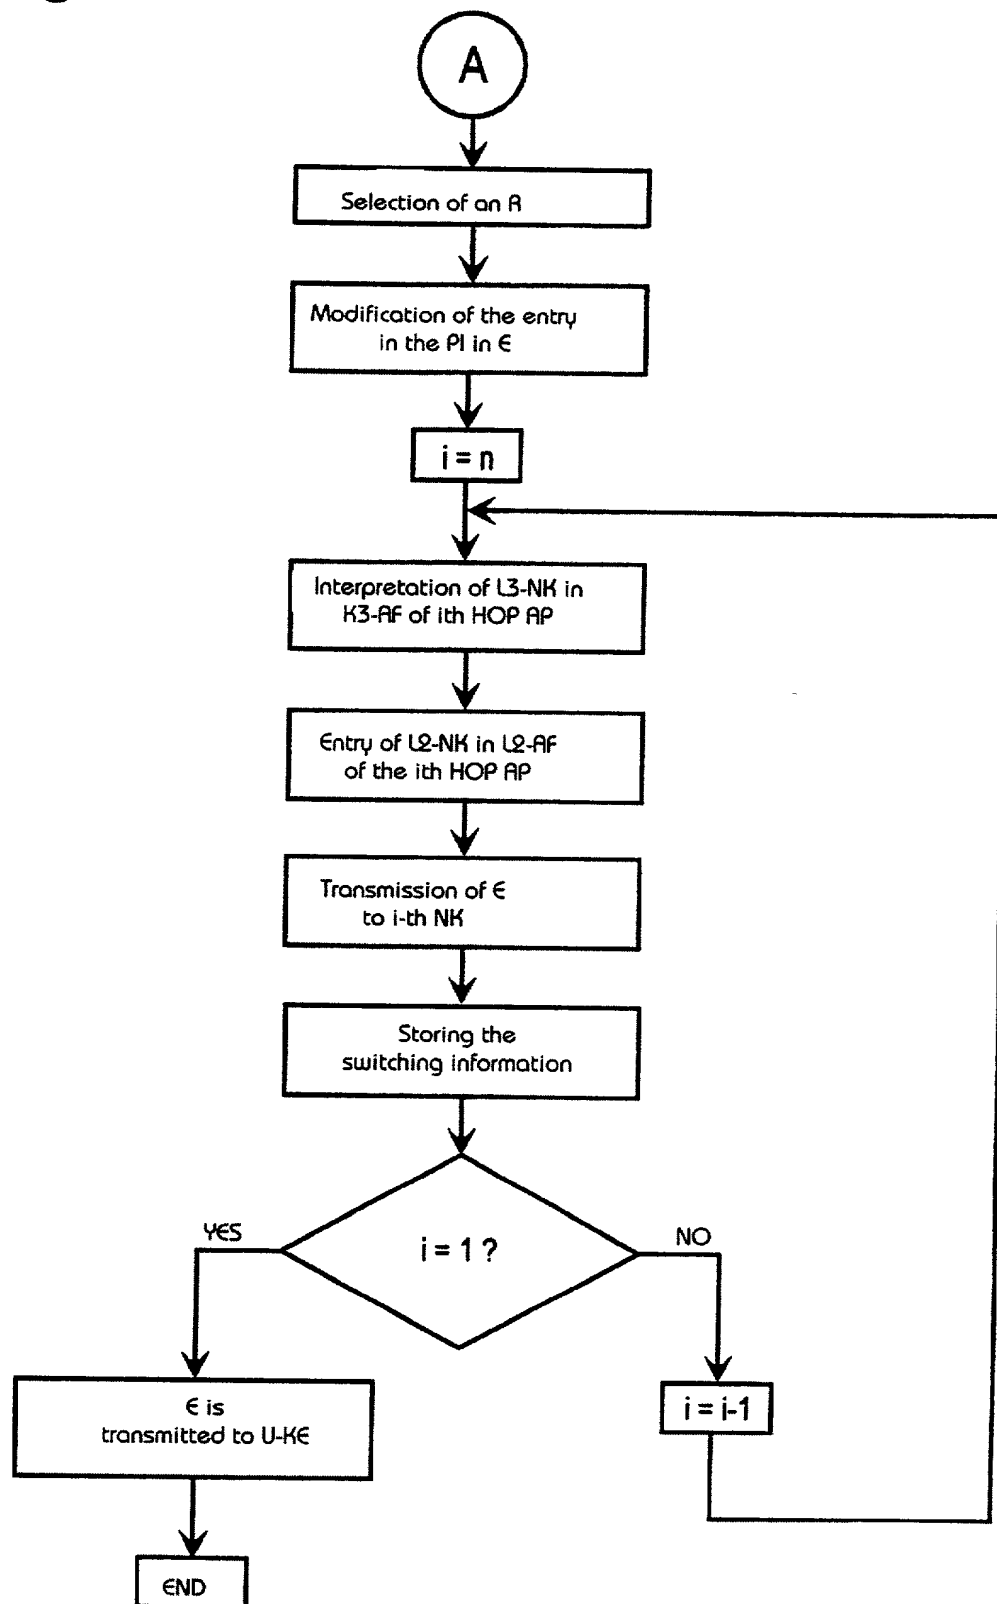 A
Selection of an R
Modification of the entry
in the PI in E
i = n
Interpretation of L3-NK in
K3-AF of ith HOP AP
Entry of L2-NK in L2-AF
of the ith HOP AP
Transmission of E
to i-th NK
Storing the
switching information
i = 1 ?
YES
NO
E is
transmitted to U-KE
i = i-1
END